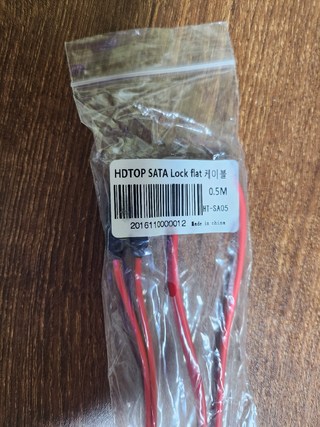 HDTOP SATA Lock flat 케이블
0.5M
HT-SA05
2016110000012 Made in china